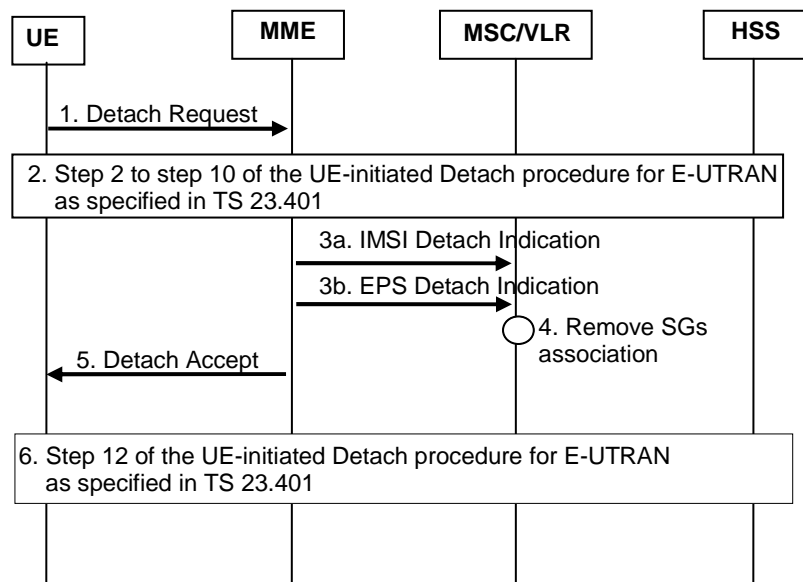 UE
MME
MSC/VLR
HSS
1. Detach Request
2. Step 2 to step 10 of the UE-initiated Detach procedure for E-UTRAN
as specified in TS 23.401
3a. IMSI Detach Indication
3b. EPS Detach Indication
4. Remove SGs
association
5. Detach Accept
6. Step 12 of the UE-initiated Detach procedure for E-UTRAN
as specified in TS 23.401